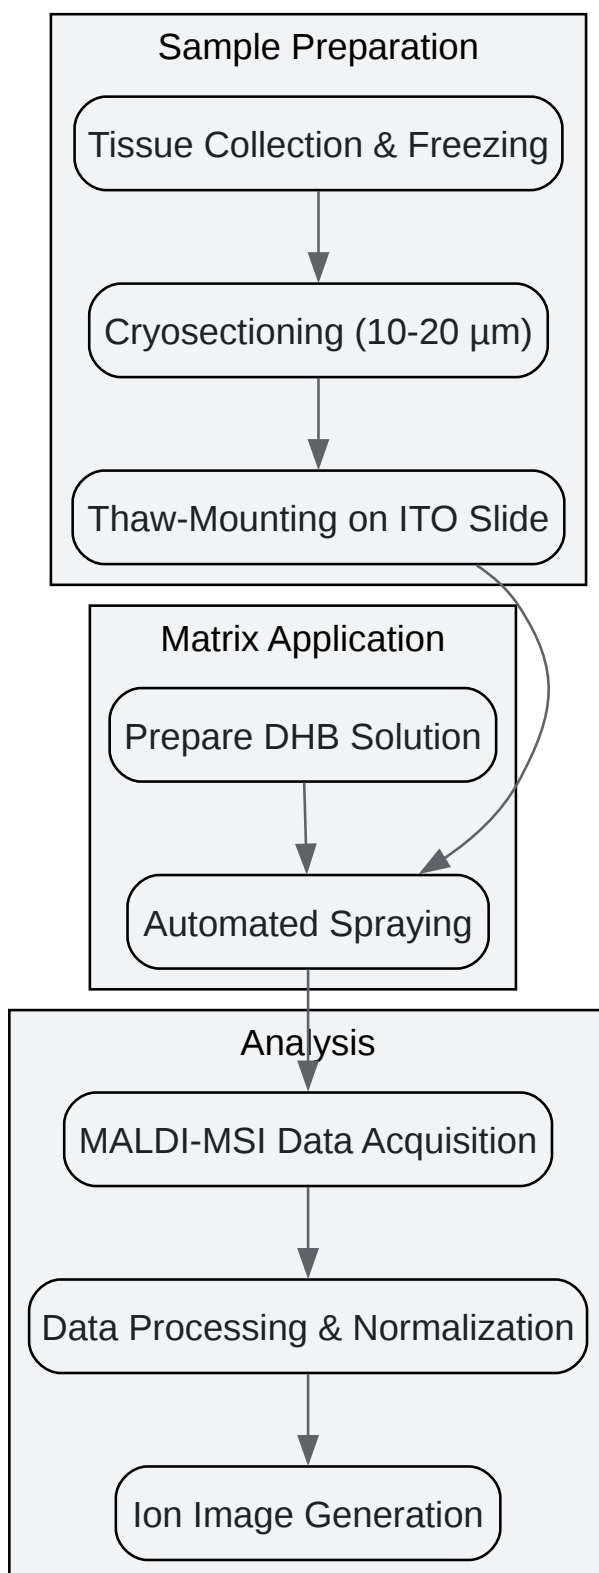 Sample Preparation
Tissue Collection & Freezing
Cryosectioning (10-20 µm)
Thaw-Mounting on ITO Slide
Matrix Application
Prepare DHB Solution
Automated Spraying
Analysis
MALDI-MSI Data Acquisition
Data Processing & Normalization
Ion Image Generation